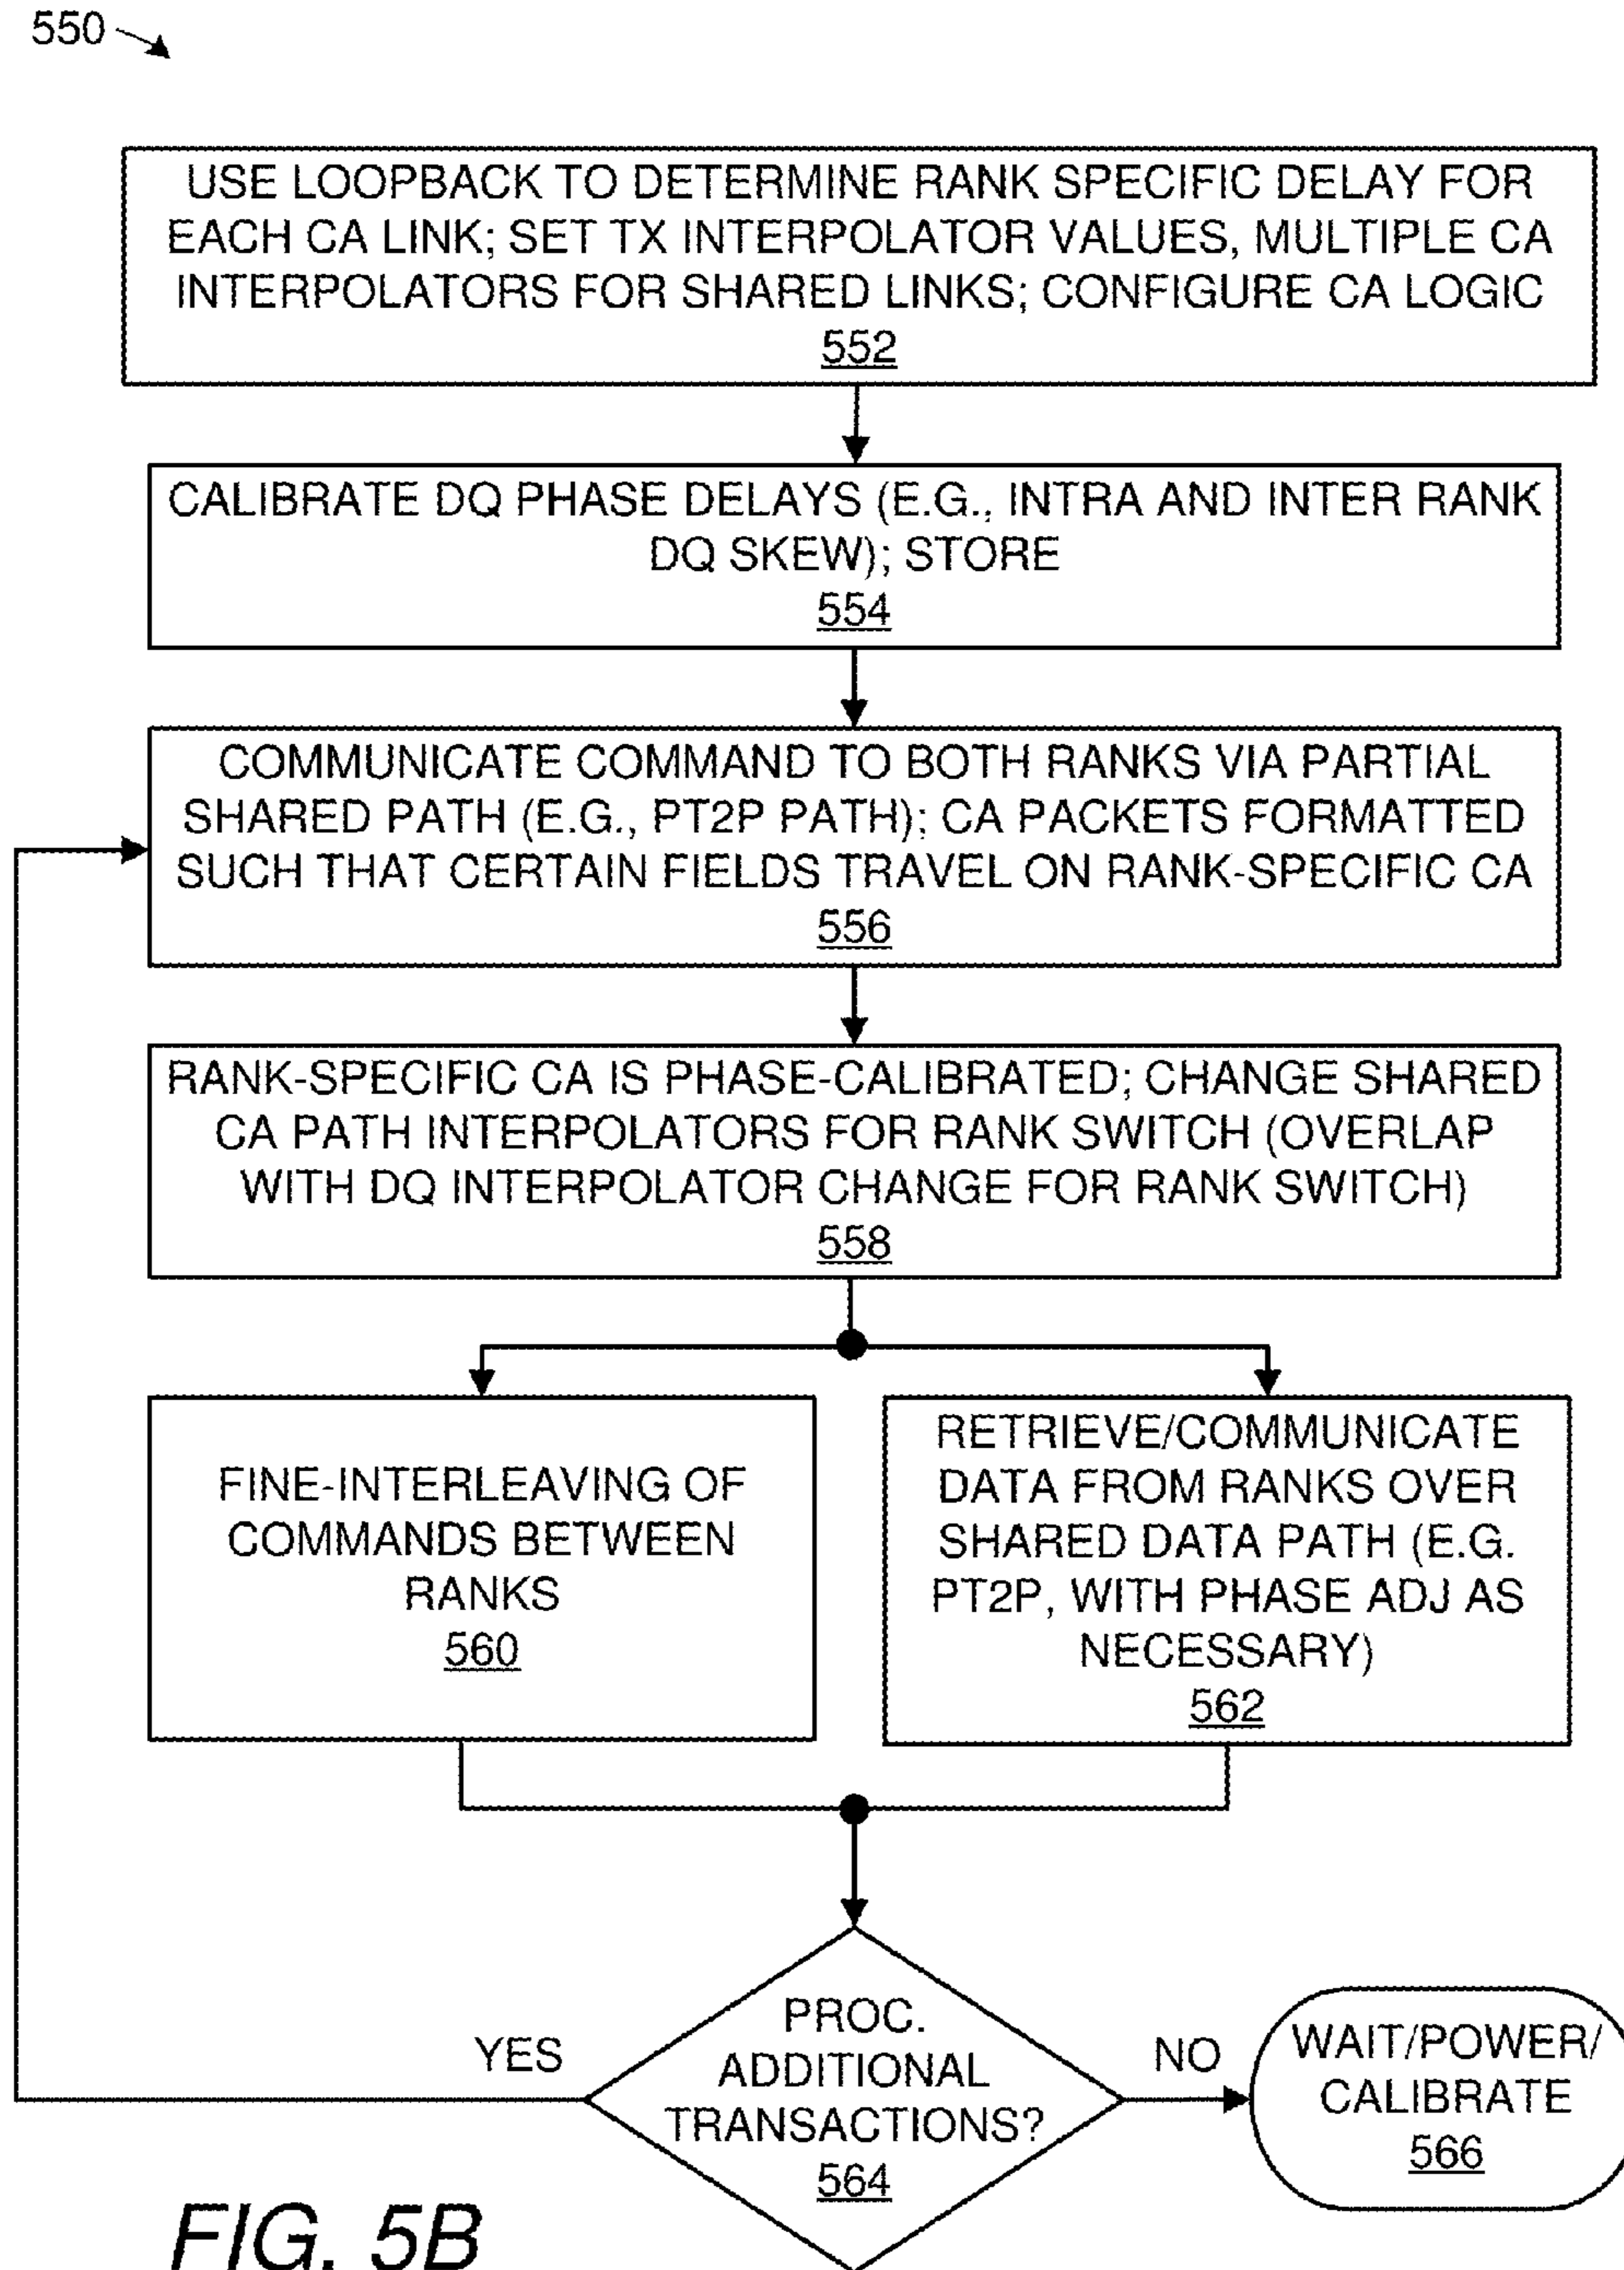 550
USE LOOPBACK TO DETERMINE RANK SPECIFIC DELAY FOR
EACH CA LINK; SET TX INTERPOLATOR VALUES, MULTIPLE CA
INTERPOLATORS FOR SHARED LINKS; CONFIGURE CA LOGIC
552
CALIBRATE DQ PHASE DELAYS (E.G., INTRA AND INTER RANK
DQ SKEW); STORE
554
COMMUNICATE COMMAND TO BOTH RANKS VIA PARTIAL
SHARED PATH (E.G., PT2P PATH); CA PACKETS FORMATTED
SUCH THAT CERTAIN FIELDS TRAVEL ON RANK-SPECIFIC CA
556
RANK-SPECIFIC CA IS PHASE-CALIBRATED; CHANGE SHARED
CA PATH INTERPOLATORS FOR RANK SWITCH (OVERLAP
WITH DQ INTERPOLATOR CHANGE FOR RANK SWITCH)
558
FINE-INTERLEAVING OF
COMMANDS BETWEEN
RANKS
560
RETRIEVE/COMMUNICATE
DATA FROM RANKS OVER
SHARED DATA PATH (E.G.
PT2P, WITH PHASE ADJ AS
NECESSARY)
562
YES
PROC.
ADDITIONAL
TRANSACTIONS?
564
NO
WAIT/POWER/
CALIBRATE
566
FIG. 5B